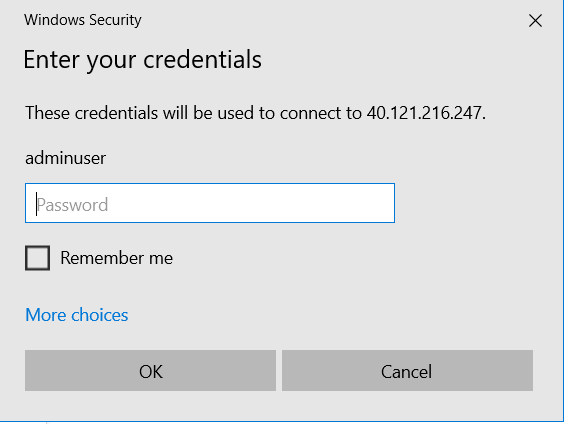 Windows Security
Enter your credentials
These credentials will be used to connect to 40.121.216.247.
adminuser
Password
Remember me
More choices
OK
Cancel